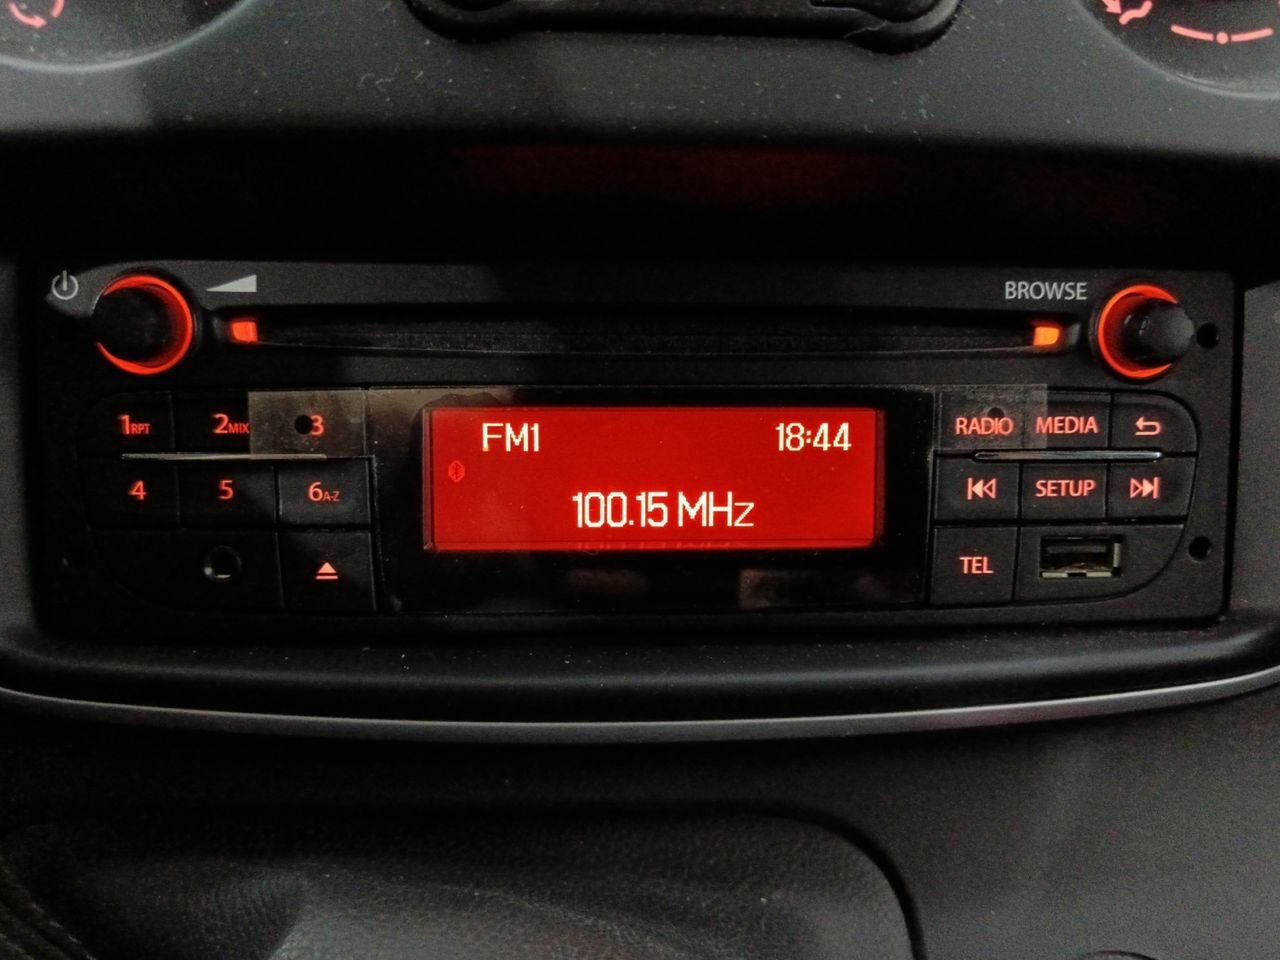 BROWSE
1RPT 2MIX 3
FM1 18:44
RADIO MEDIA
4 5 6A-Z
100.15 MHz
SETUP
TEL